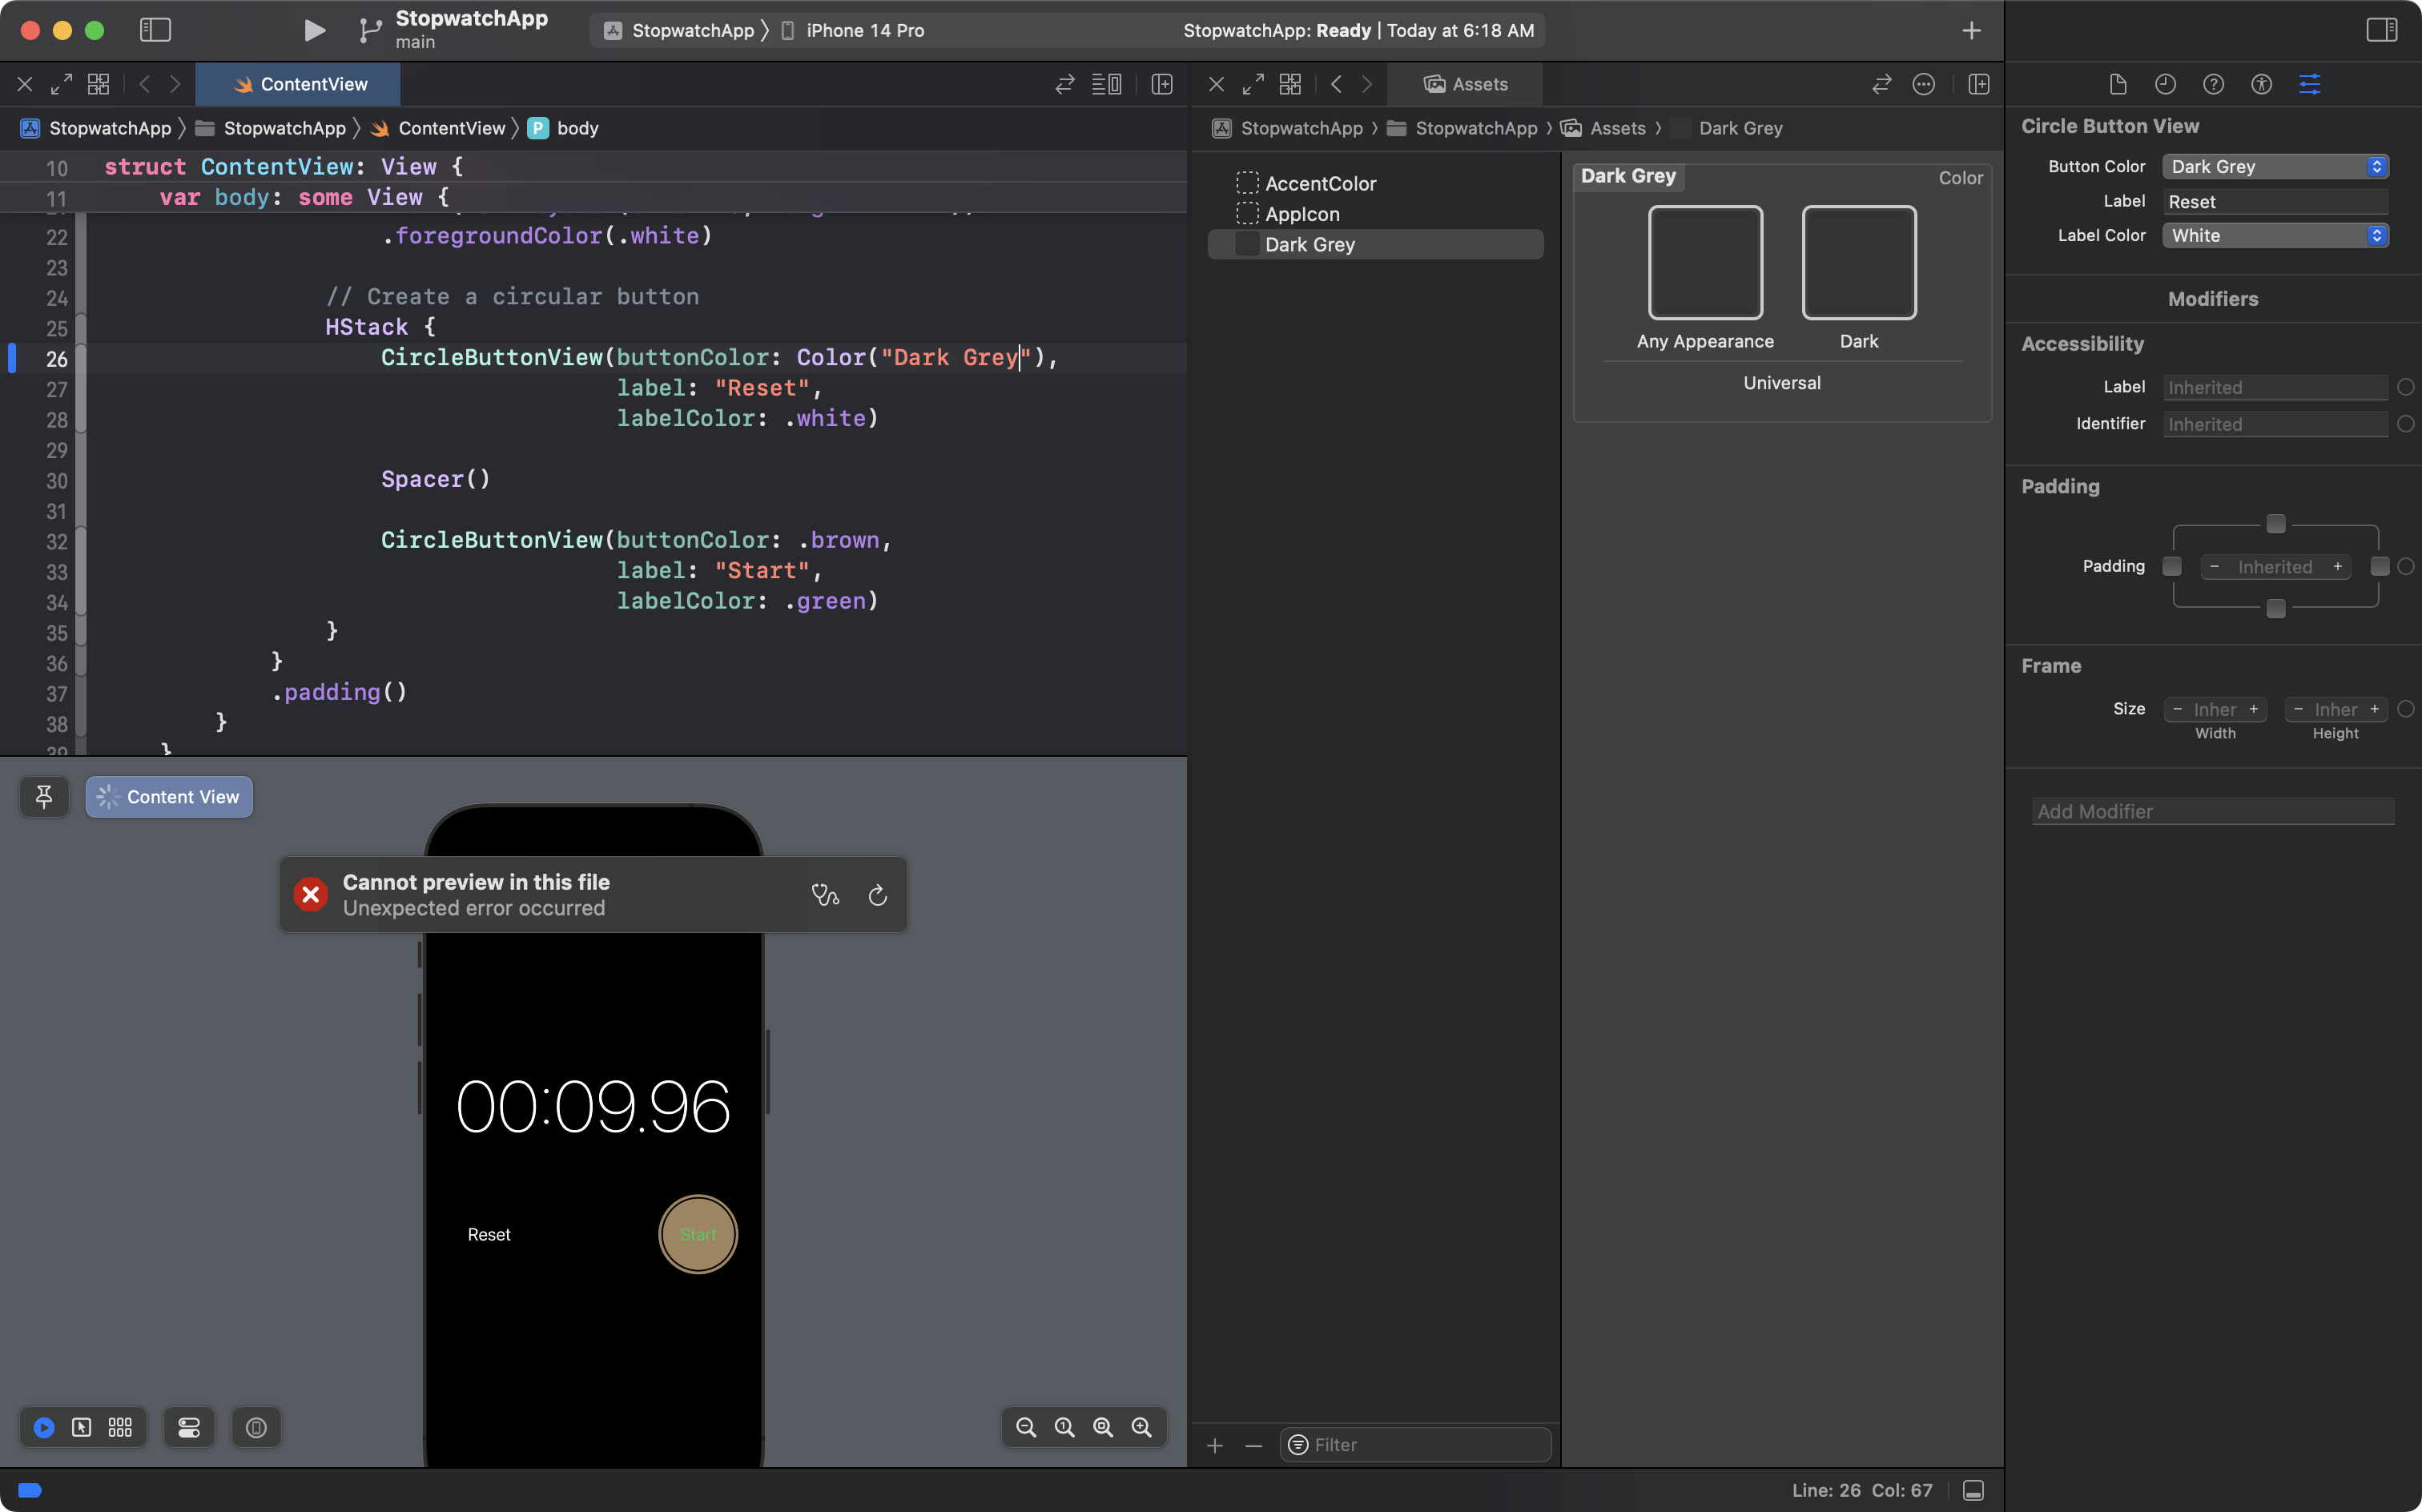 StopwatchApp
main
StopwatchApp 〉 iPhone 14 Pro
StopwatchApp: Ready | Today at 6:18 AM
ContentView
StopwatchApp 〉 StopwatchApp 〉 ContentView 〉 P body
10 struct ContentView: View {
11 var body: some View {
22 .foregroundColor(.white)
23
24 // Create a circular button
25 HStack {
26 CircleButtonView(buttonColor: Color("Dark Grey"),
27 label: "Reset",
28 labelColor: .white)
29
30 Spacer()
31
32 CircleButtonView(buttonColor: .brown,
33 label: "Start",
34 labelColor: .green)
35 }
36 }
37 .padding()
38 }
39 }
Content View
Cannot preview in this file
Unexpected error occurred
00:09.96
Reset
Start
Assets
StopwatchApp 〉 StopwatchApp 〉 Assets 〉 Dark Grey
AccentColor
AppIcon
Dark Grey
Dark Grey
Color
Any Appearance
Dark
Universal
Filter
Line: 26 Col: 67
Circle Button View
Button Color Dark Grey
Label Reset
Label Color White
Modifiers
Accessibility
Label Inherited
Identifier Inherited
Padding
Padding − Inherited +
Frame
Size − Inher + − Inher +
Width Height
Add Modifier